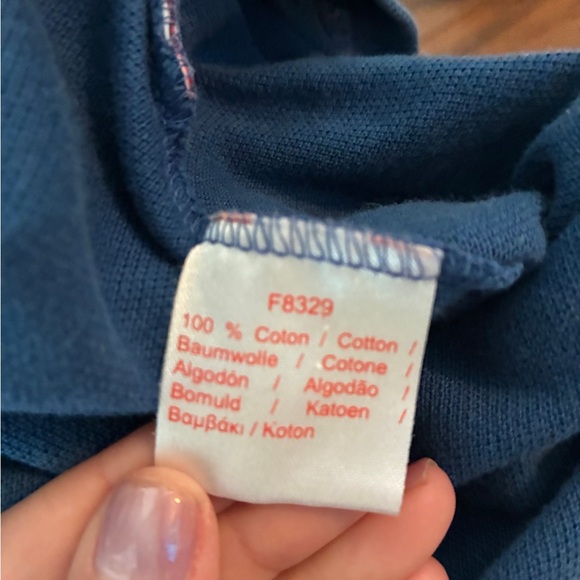 F8329
100 % Coton / Cotton /
Baumwolle / Cotone /
Algodón / Algodão /
Bomuld / Katoen /
Βαμβάκι / Koton